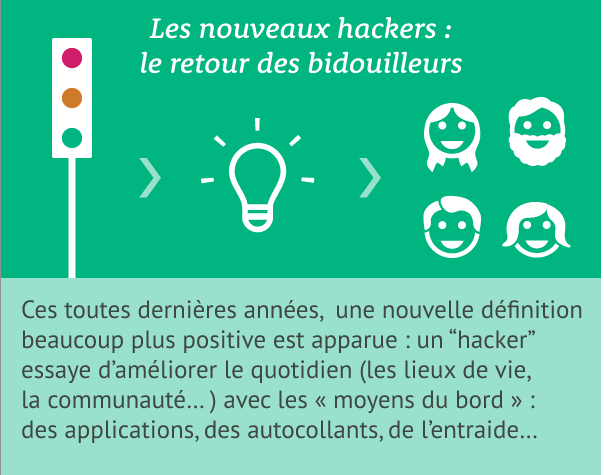 Les nouveaux hackers :
le retour des bidouilleurs
Ces toutes dernières années,  une nouvelle définition
beaucoup plus positive est apparue : un “hacker”
essaye d’améliorer le quotidien (les lieux de vie,
la communauté... ) avec les « moyens du bord » :
des applications, des autocollants, de l’entraide...